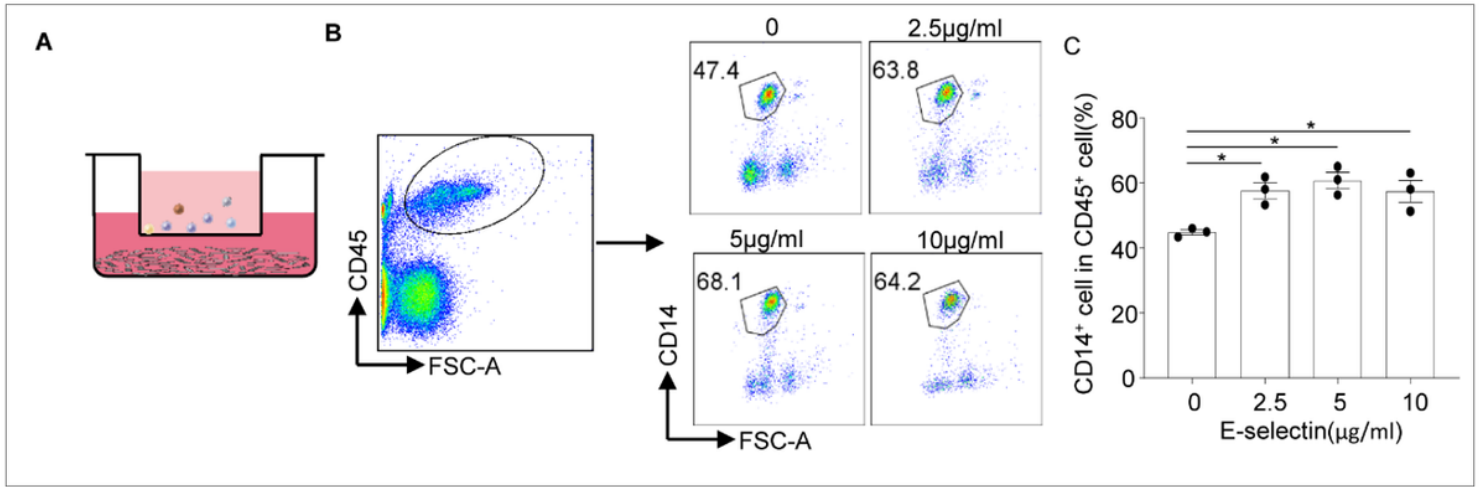 A
B
CD45
FSC-A
0
2.5μg/ml
47.4
63.8
5μg/ml
10μg/ml
68.1
64.2
CD14
FSC-A
C
CD14⁺ cell in CD45⁺ cell(%)
80
60
40
20
0
*
*
*
0 2.5 5 10
E-selectin(μg/ml)